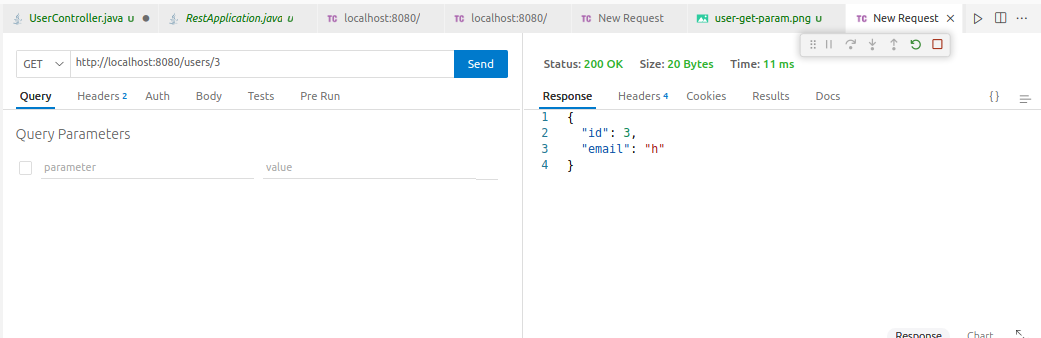 UserController.java U
RestApplication.java U
TC localhost:8080/
TC localhost:8080/
TC New Request
user-get-param.png U
TC New Request
GET http://localhost:8080/users/3 Send
Query Headers 2 Auth Body Tests Pre Run
Query Parameters
parameter value
Status: 200 OK Size: 20 Bytes Time: 11 ms
Response Headers 4 Cookies Results Docs {}
1 {
2 "id": 3,
3 "email": "h"
4 }
Response Chart